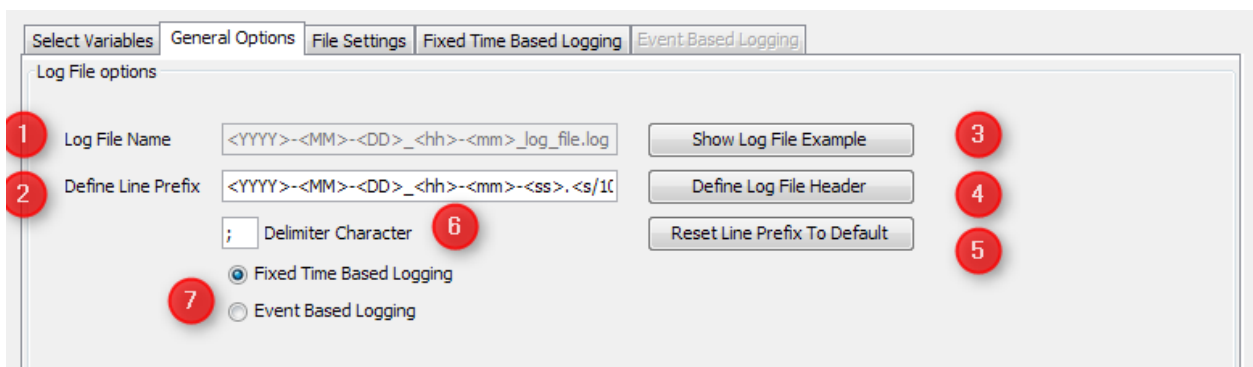 Select Variables General Options File Settings Fixed Time Based Logging Event Based Logging
Log File options
1 Log File Name <YYYY>-<MM>-<DD>_<hh>-<mm>_log_file.log Show Log File Example 3
2 Define Line Prefix <YYYY>-<MM>-<DD>_<hh>-<mm>-<ss>.<s/10 Define Log File Header 4
; Delimiter Character 6 Reset Line Prefix To Default 5
Fixed Time Based Logging
7
Event Based Logging